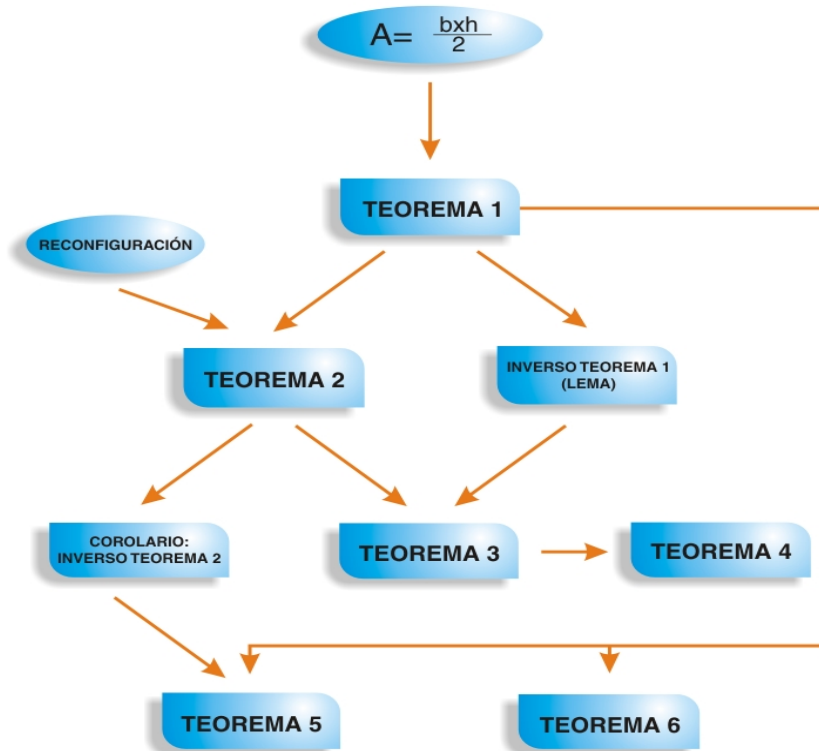 A= bxh
2
TEOREMA 1
RECONFIGURACIÓN
TEOREMA 2
INVERSO TEOREMA 1
(LEMA)
COROLARIO:
INVERSO TEOREMA 2
TEOREMA 3
TEOREMA 4
TEOREMA 5
TEOREMA 6